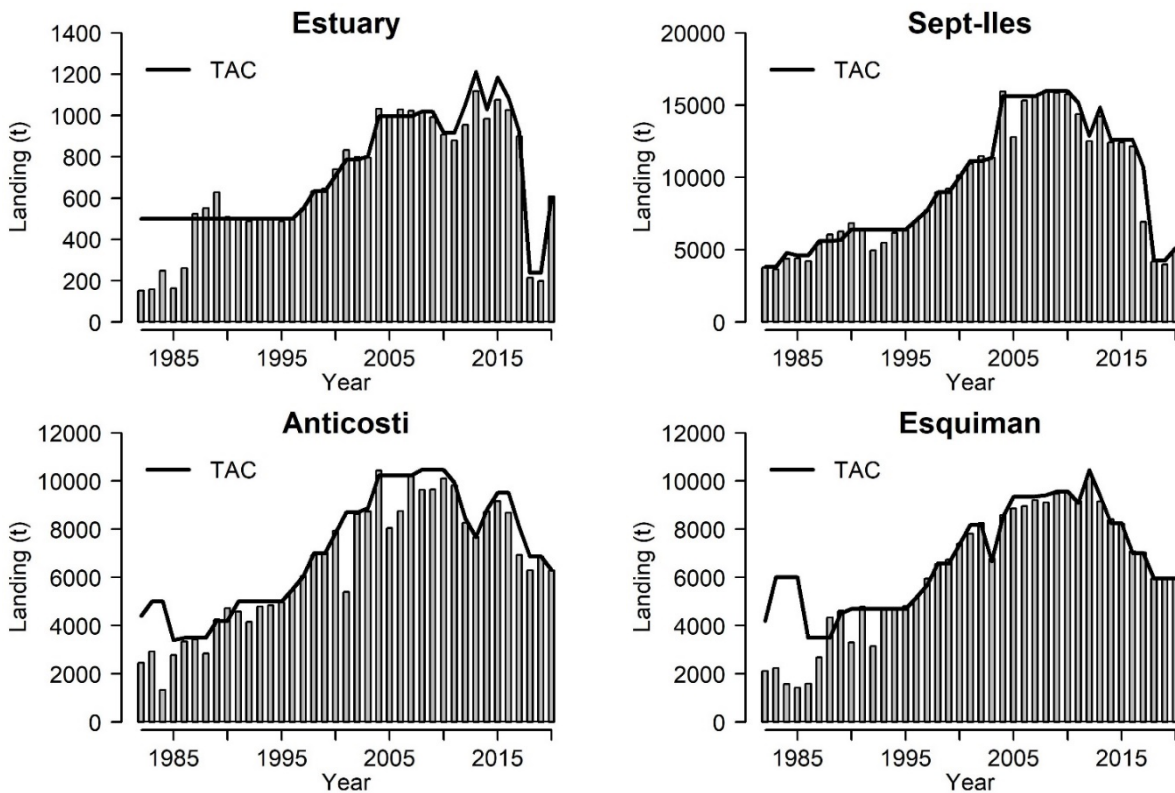 Estuary
1400
1200
1000
800
600
400
200
0
Landing (t)
TAC
1985 1995 2005 2015
Year
Sept-Iles
20000
15000
10000
5000
0
Landing (t)
TAC
1985 1995 2005 2015
Year
Anticosti
12000
10000
8000
6000
4000
2000
0
Landing (t)
TAC
1985 1995 2005 2015
Year
Esquiman
12000
10000
8000
6000
4000
2000
0
Landing (t)
TAC
1985 1995 2005 2015
Year